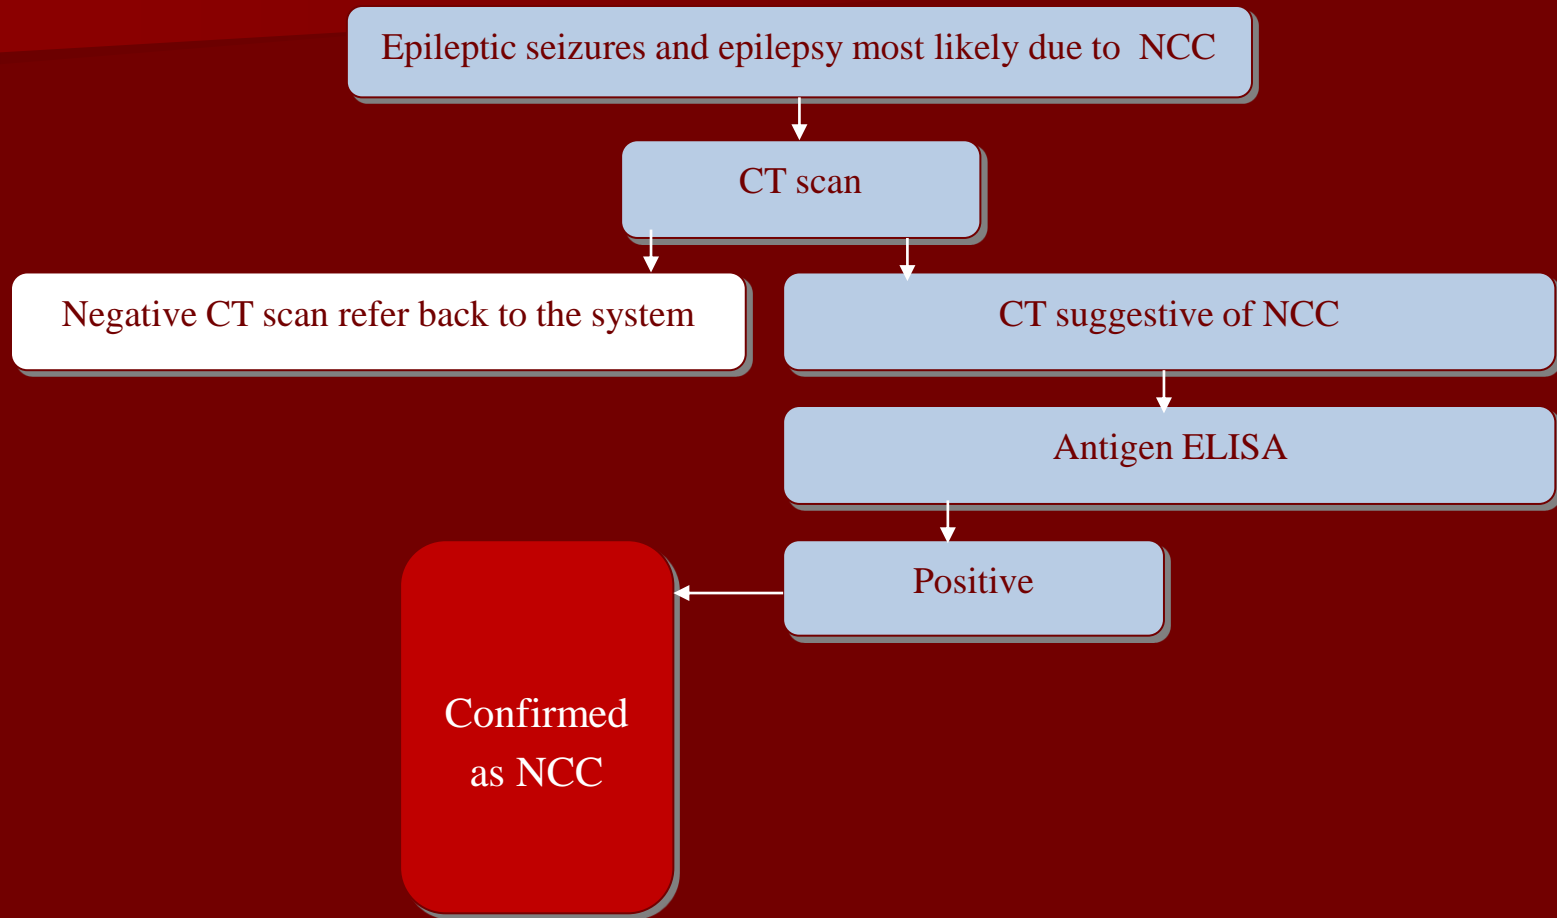 Epileptic seizures and epilepsy most likely due to  NCC
CT scan
Negative CT scan refer back to the system
CT suggestive of NCC
Antigen ELISA
Positive
Confirmed
as NCC